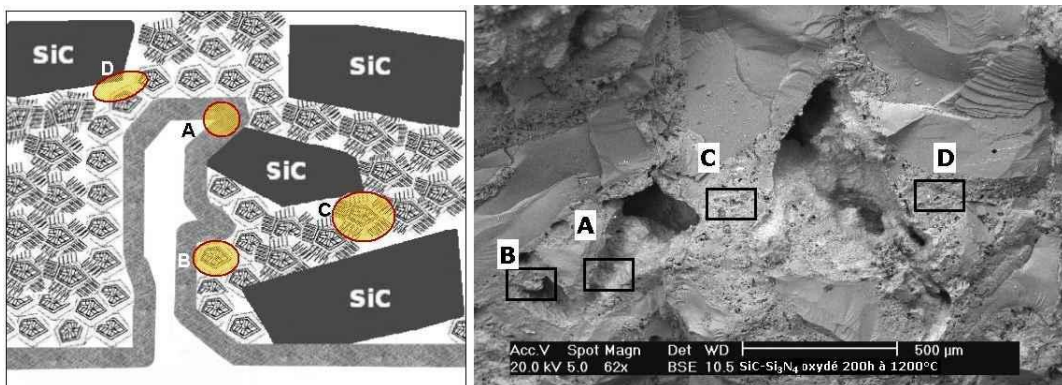 SiC
D
A
SiC
SiC
C
B
SiC
C
D
A
B
Acc.V Spot Magn Det WD 500 µm
20.0 kV 5.0 62x BSE 10.5 SiC-Si₃N₄ oxydé 200h à 1200°C